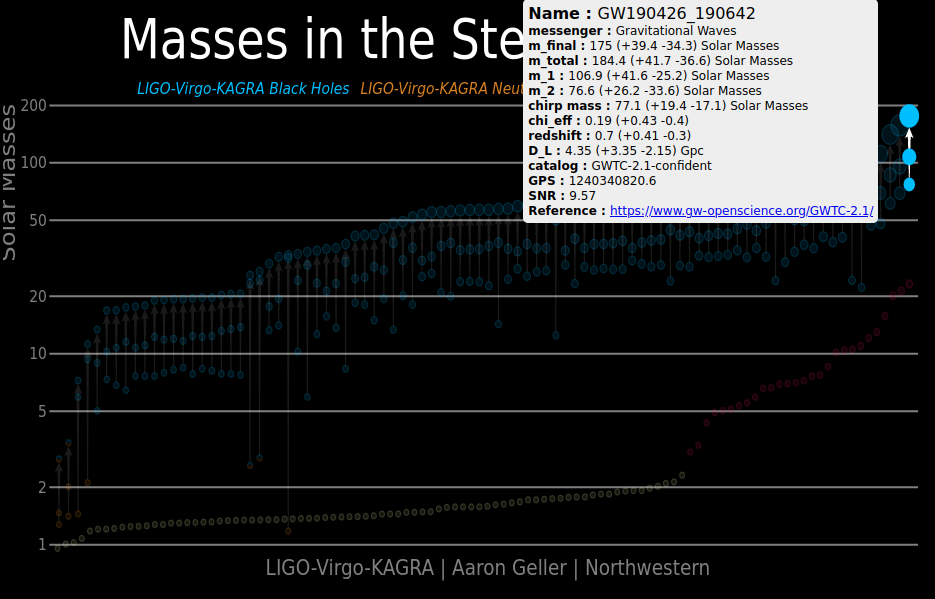 Masses in the Ste
Name : GW190426_190642
messenger : Gravitational Waves
m_final : 175 (+39.4 -34.3) Solar Masses
m_total : 184.4 (+41.7 -36.6) Solar Masses
m_1 : 106.9 (+41.6 -25.2) Solar Masses
m_2 : 76.6 (+26.2 -33.6) Solar Masses
chirp mass : 77.1 (+19.4 -17.1) Solar Masses
chi_eff : 0.19 (+0.43 -0.4)
redshift : 0.7 (+0.41 -0.3)
D_L : 4.35 (+3.35 -2.15) Gpc
catalog : GWTC-2.1-confident
GPS : 1240340820.6
SNR : 9.57
Reference : https://www.gw-openscience.org/GWTC-2.1/
LIGO-Virgo-KAGRA Black Holes LIGO-Virgo-KAGRA Neut
Solar Masses
200
100
50
20
10
5
2
1
LIGO-Virgo-KAGRA | Aaron Geller | Northwestern